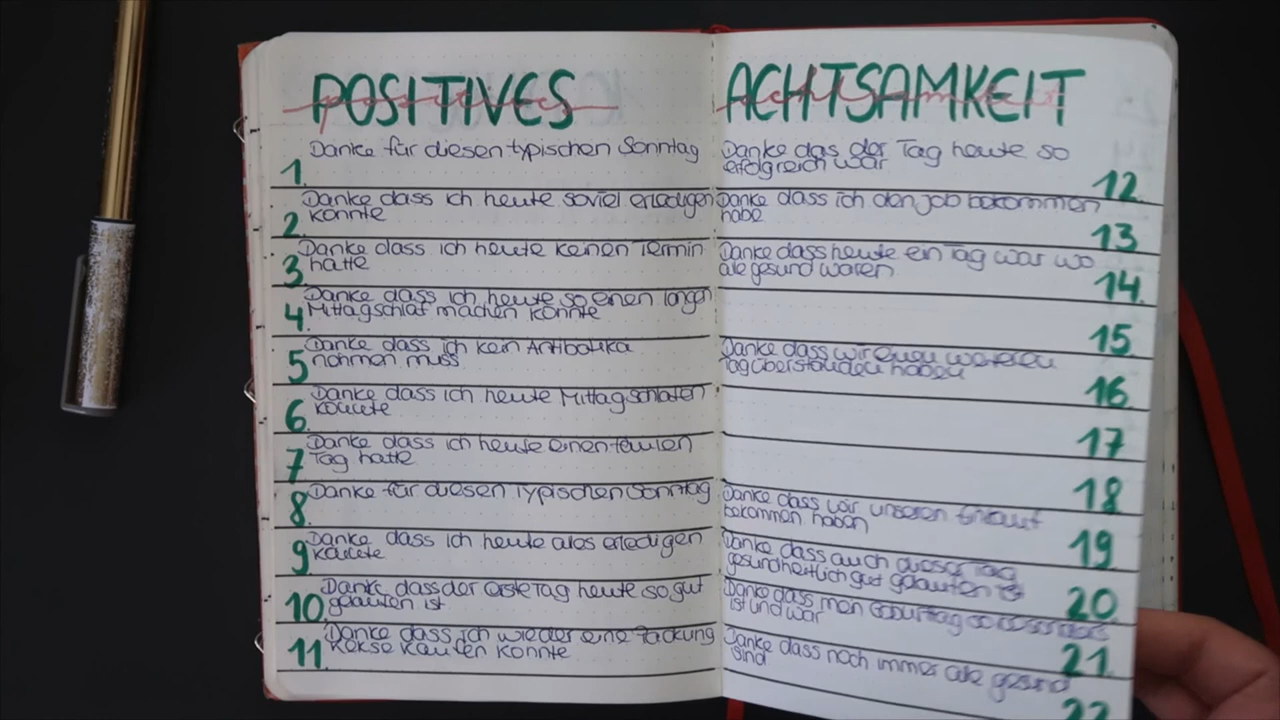 POSITIVES
1. Danke für diesen typischen Sonntag
2. Danke dass ich heute soviel erledigen
konnte
3. Danke dass ich heute keinen Termin
hatte
4. Danke dass ich heute so einen langen
Mittagschlaf machen konnte
5. Danke dass ich kein Antibotika
nehmen muss
6. Danke dass ich heute Mittagschlafen
konnte
7. Danke dass ich heute einen faulen
Tag hatte
8. Danke für diesen Typischen Sonntag
9. Danke dass ich heute alles erledigen
konnte
10. Danke dass der erste Tag heute so gut
gelaufen ist
11. Danke dass ich wieder eine Packung
Kekse kaufen konnte
ACHTSAMKEIT
Danke das der Tag heute so
erfolgreich war 12.
Danke dass ich den Job bekommen
habe 13.
Danke dass heute ein Tag war wo
alle gesund waren 14.
15.
Danke dass wir einen weiteren
Tag überstanden haben 16.
17.
18.
Danke dass wir unseren Einkauf
bekommen haben 19.
Danke dass auch dieser Tag
gesundheitlich gut gelaufen ist 20.
Danke dass mein Geburtstag so
ist und war 21.
Danke dass noch immer alle gesund
sind 22